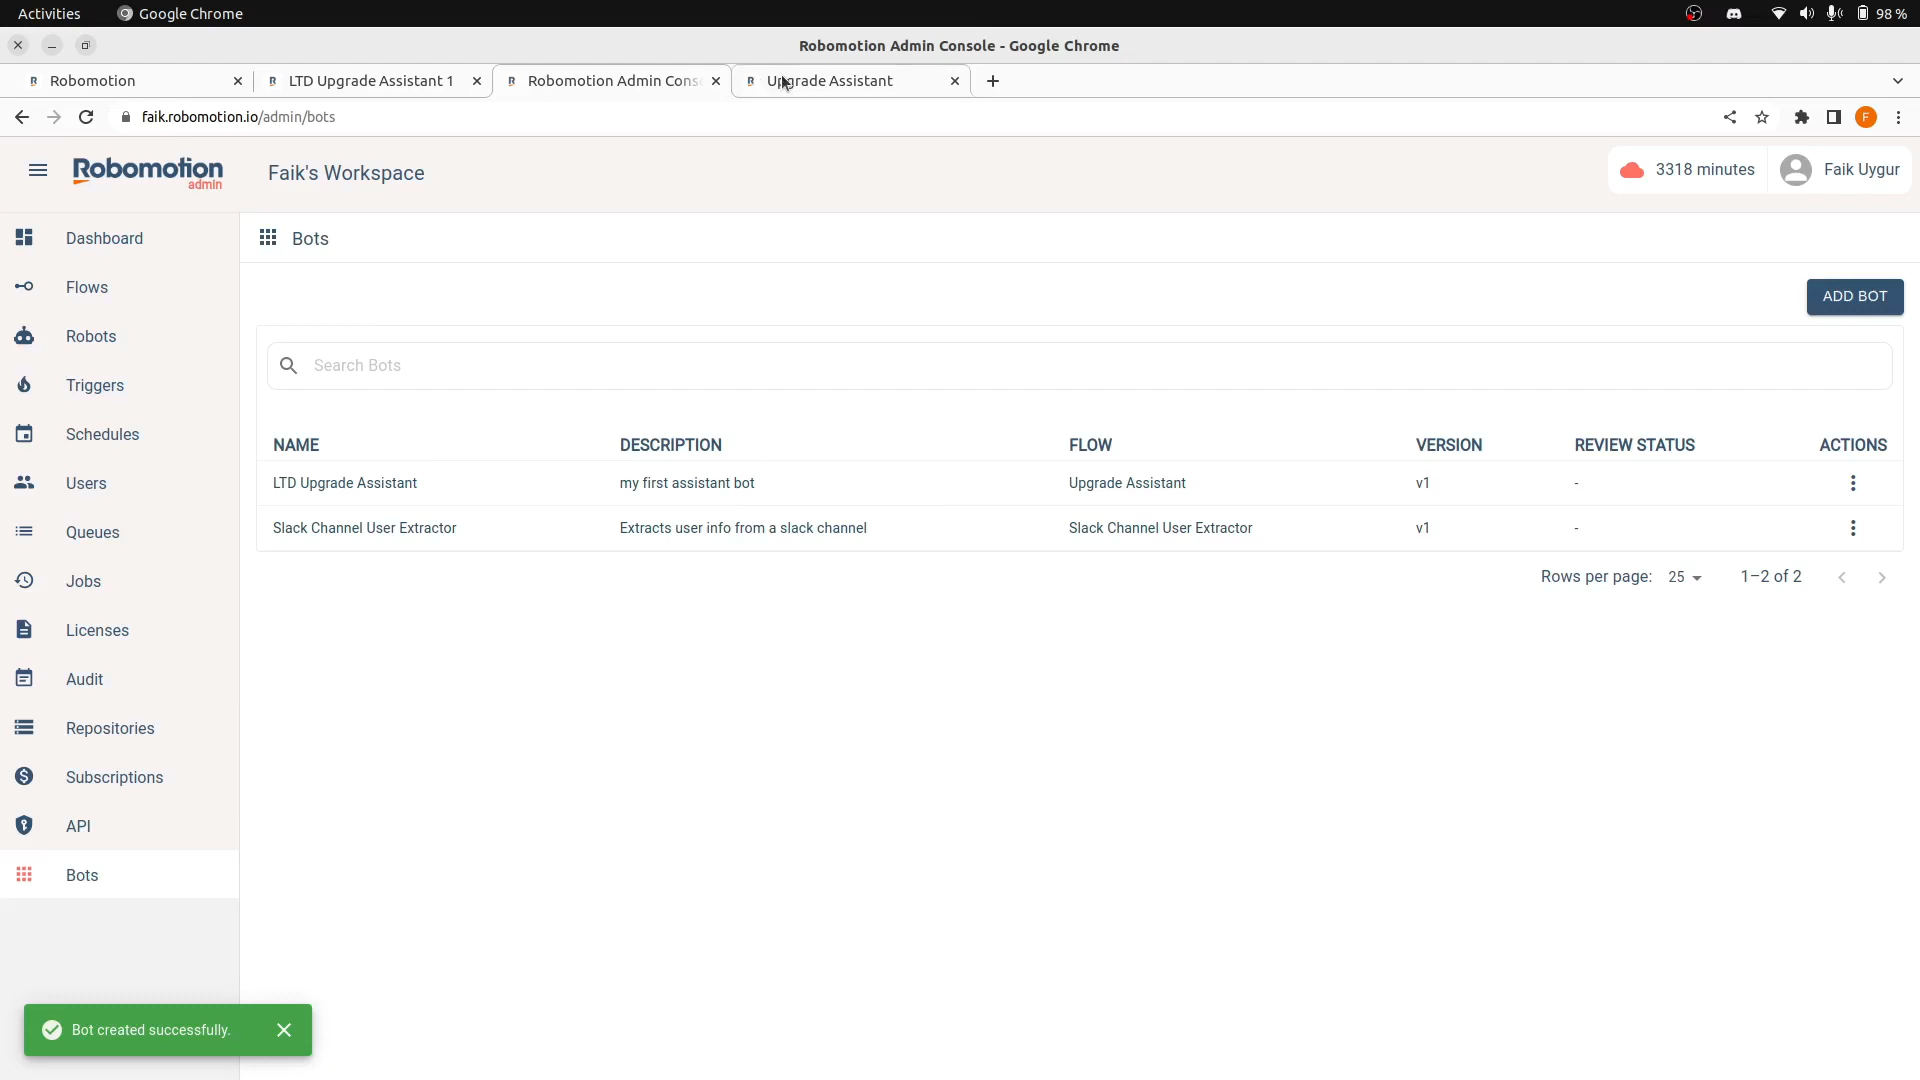 Activities
Google Chrome
98 %
Robomotion Admin Console - Google Chrome
Robomotion
LTD Upgrade Assistant 1
Robomotion Admin Cons
Upgrade Assistant
faik.robomotion.io/admin/bots
F
Robomotion
admin
Faik's Workspace
3318 minutes
Faik Uygur
Dashboard
Flows
Robots
Triggers
Schedules
Users
Queues
Jobs
Licenses
Audit
Repositories
Subscriptions
API
Bots
Bots
ADD BOT
Search Bots
NAME DESCRIPTION FLOW VERSION REVIEW STATUS ACTIONS
LTD Upgrade Assistant my first assistant bot Upgrade Assistant v1 -
Slack Channel User Extractor Extracts user info from a slack channel Slack Channel User Extractor v1 -
Rows per page: 25 1–2 of 2
Bot created successfully.